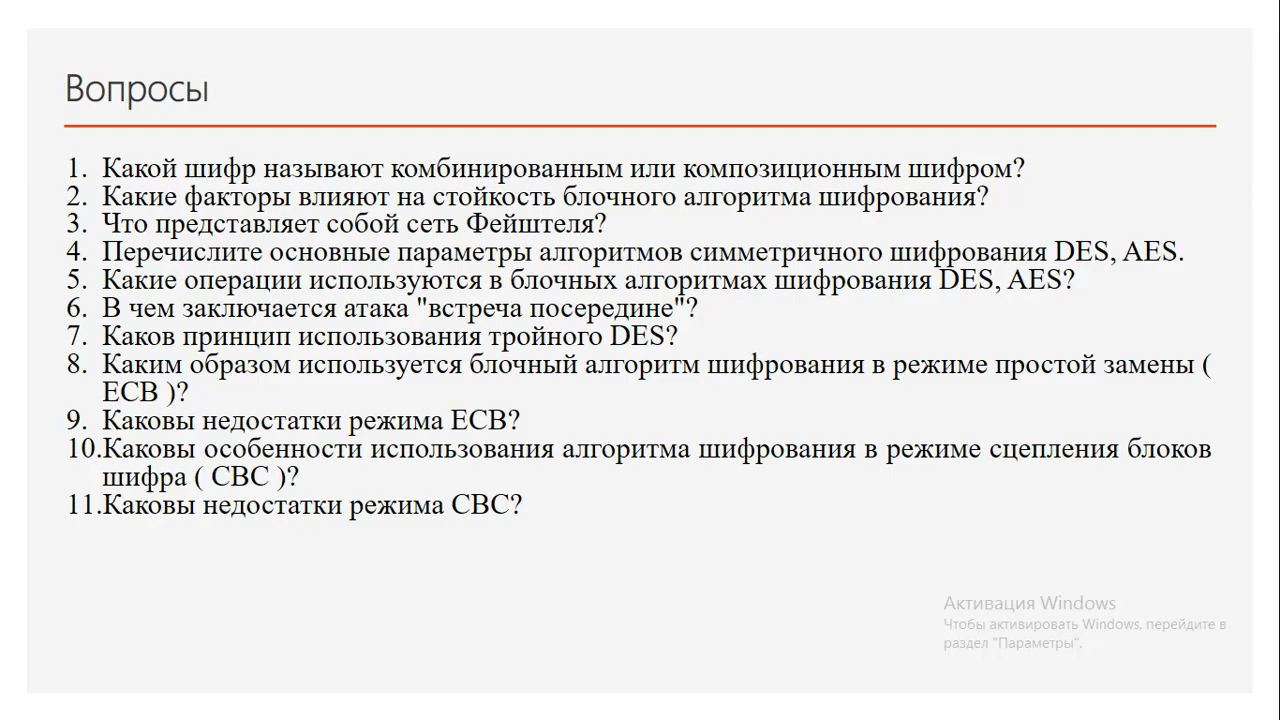 Вопросы
1. Какой шифр называют комбинированным или композиционным шифром?
2. Какие факторы влияют на стойкость блочного алгоритма шифрования?
3. Что представляет собой сеть Фейштеля?
4. Перечислите основные параметры алгоритмов симметричного шифрования DES, AES.
5. Какие операции используются в блочных алгоритмах шифрования DES, AES?
6. В чем заключается атака "встреча посередине"?
7. Каков принцип использования тройного DES?
8. Каким образом используется блочный алгоритм шифрования в режиме простой замены (
ECB )?
9. Каковы недостатки режима ECB?
10.Каковы особенности использования алгоритма шифрования в режиме сцепления блоков
шифра ( CBC )?
11.Каковы недостатки режима CBC?
Активация Windows
Чтобы активировать Windows, перейдите в
раздел "Параметры".